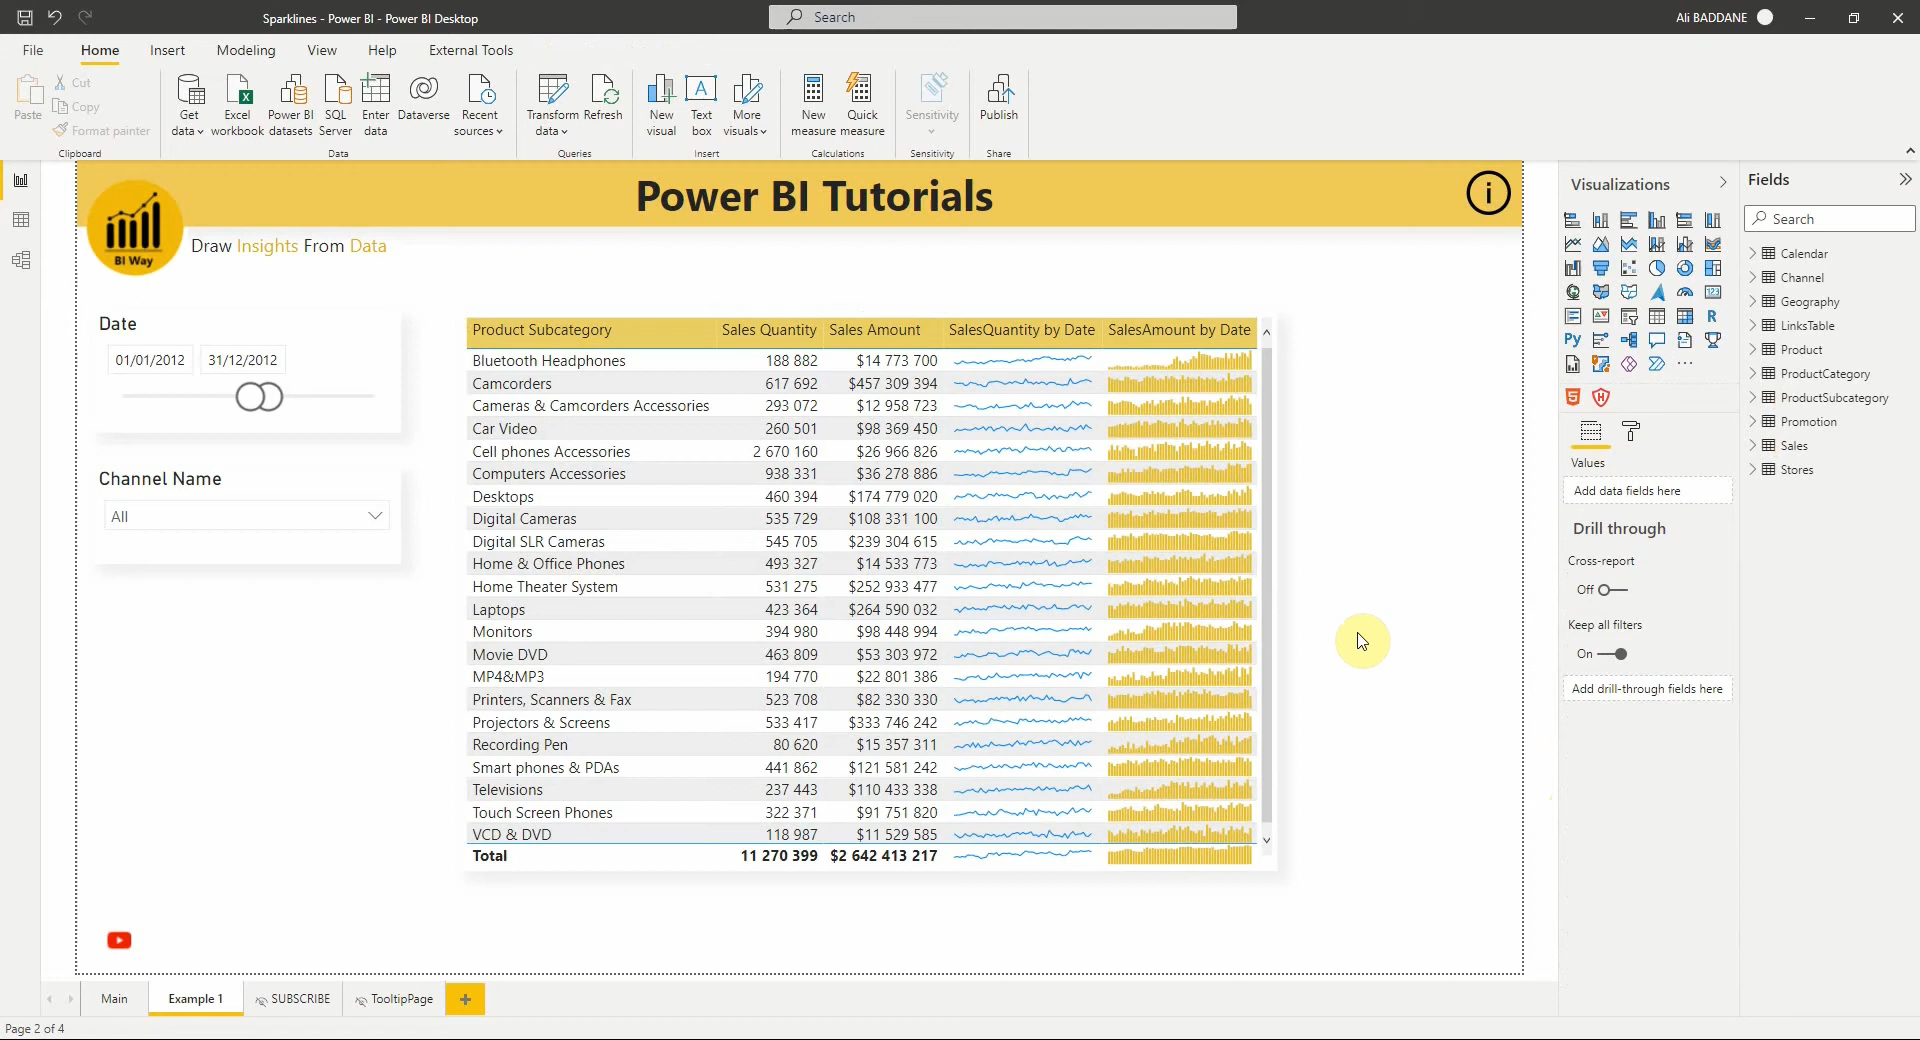 Sparklines - Power BI - Power BI Desktop
Search
Ali BADDANE
File Home Insert Modeling View Help External Tools
Paste
Cut
Copy
Format painter
Clipboard
Get data
Excel workbook
Power BI datasets
SQL Server
Enter data
Dataverse
Recent sources
Data
Transform data
Refresh
Queries
New visual
Text box
More visuals
Insert
New measure
Quick measure
Calculations
Sensitivity
Sensitivity
Publish
Share
Power BI Tutorials
BI Way
Draw Insights From Data
Date
01/01/2012 31/12/2012
Channel Name
All
Product Subcategory Sales Quantity Sales Amount SalesQuantity by Date SalesAmount by Date
Bluetooth Headphones 188 882 $14 773 700
Camcorders 617 692 $457 309 394
Cameras & Camcorders Accessories 293 072 $12 958 723
Car Video 260 501 $98 369 450
Cell phones Accessories 2 670 160 $26 966 826
Computers Accessories 938 331 $36 278 886
Desktops 460 394 $174 779 020
Digital Cameras 535 729 $108 331 100
Digital SLR Cameras 545 705 $239 304 615
Home & Office Phones 493 327 $14 533 773
Home Theater System 531 275 $252 933 477
Laptops 423 364 $264 590 032
Monitors 394 980 $98 448 994
Movie DVD 463 809 $53 303 972
MP4&MP3 194 770 $22 801 386
Printers, Scanners & Fax 523 708 $82 330 330
Projectors & Screens 533 417 $333 746 242
Recording Pen 80 620 $15 357 311
Smart phones & PDAs 441 862 $121 581 242
Televisions 237 443 $110 433 338
Touch Screen Phones 322 371 $91 751 820
VCD & DVD 118 987 $11 529 585
Total 11 270 399 $2 642 413 217
Visualizations
R
Py
Values
Add data fields here
Drill through
Cross-report
Off
Keep all filters
On
Add drill-through fields here
Fields
Search
Calendar
Channel
Geography
LinksTable
Product
ProductCategory
ProductSubcategory
Promotion
Sales
Stores
Main Example 1 SUBSCRIBE TooltipPage
Page 2 of 4